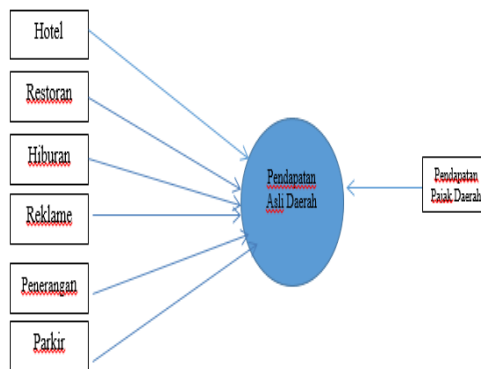 Hotel
Restoran
Hiburan
Reklame
Penerangan
Parkir
Pendapatan
Asli Daerah
Pendapatan
Pajak Daerah